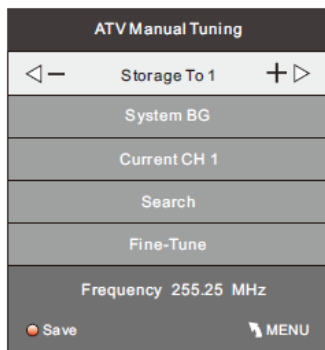 ATV Manual Tuning
− Storage To 1 +
System BG
Current CH 1
Search
Fine-Tune
Frequency 255.25 MHz
Save MENU